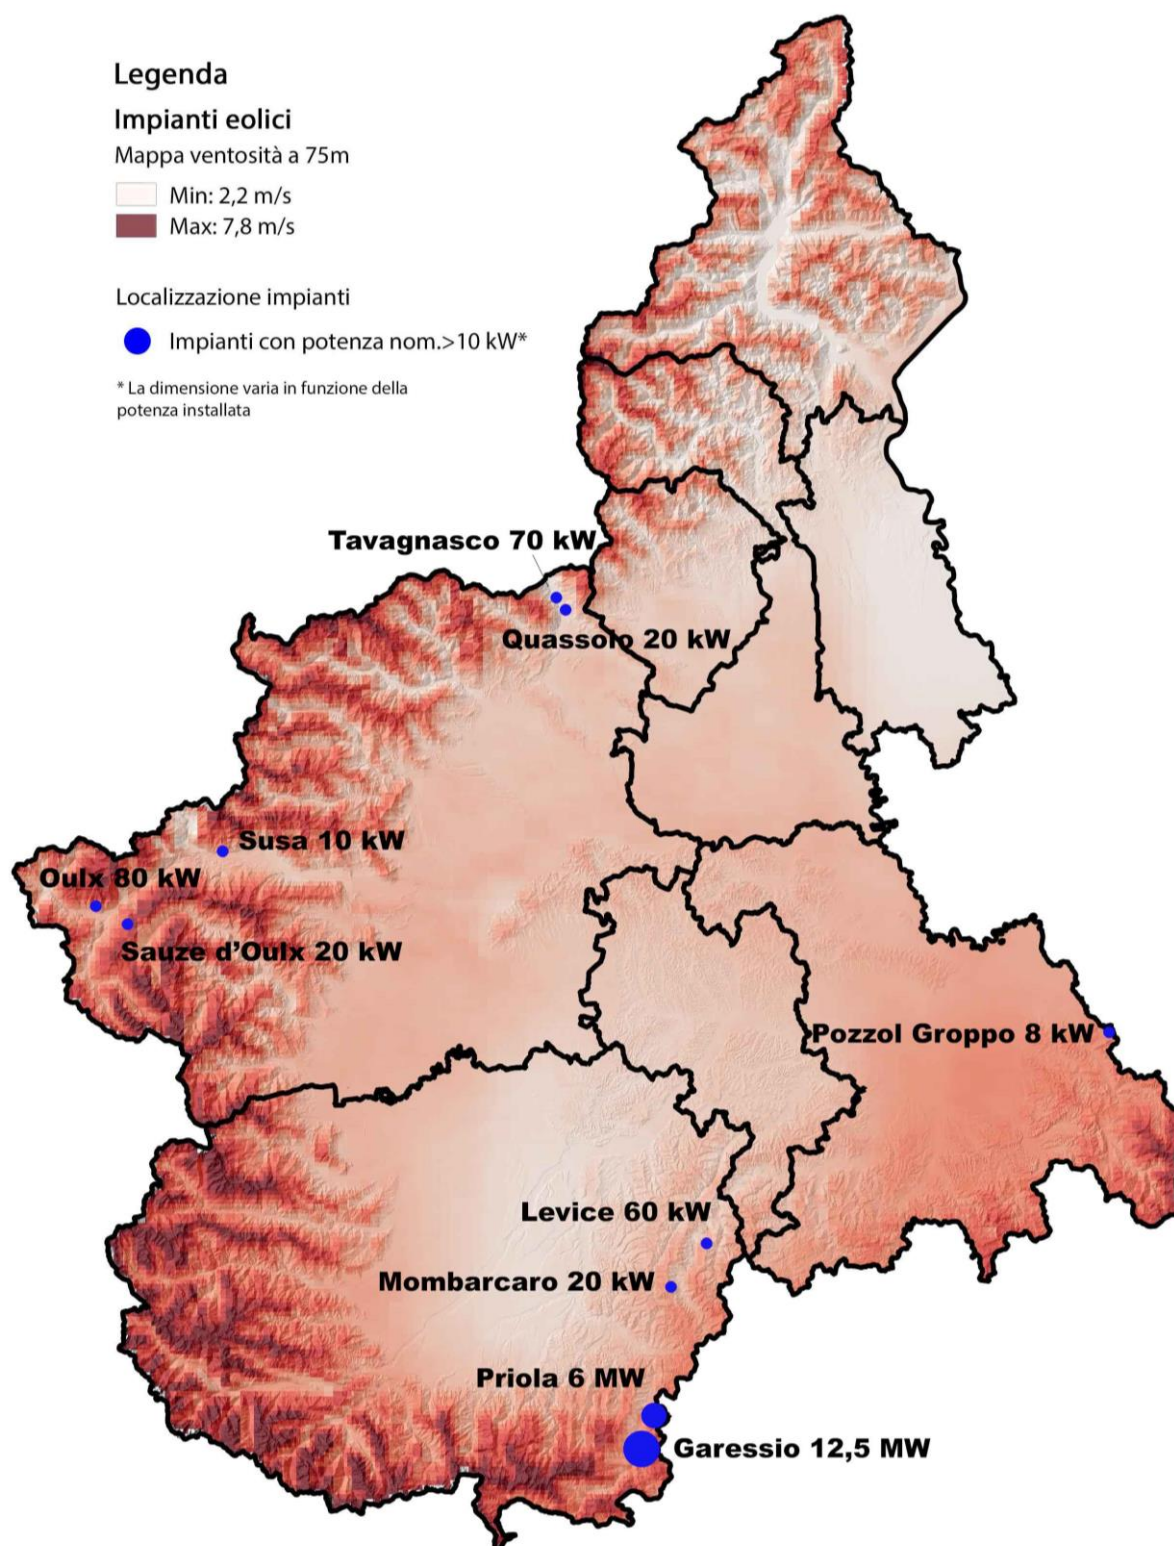 Legenda
Impianti eolici
Mappa ventosità a 75m
Min: 2,2 m/s
Max: 7,8 m/s
Localizzazione impianti
Impianti con potenza nom.>10 kW*
* La dimensione varia in funzione della
potenza installata
Tavagnasco 70 kW
Quassolo 20 kW
Susa 10 kW
Oulx 80 kW
Sauze d’Oulx 20 kW
Pozzol Groppo 8 kW
Levice 60 kW
Mombarcaro 20 kW
Priola 6 MW
Garessio 12,5 MW